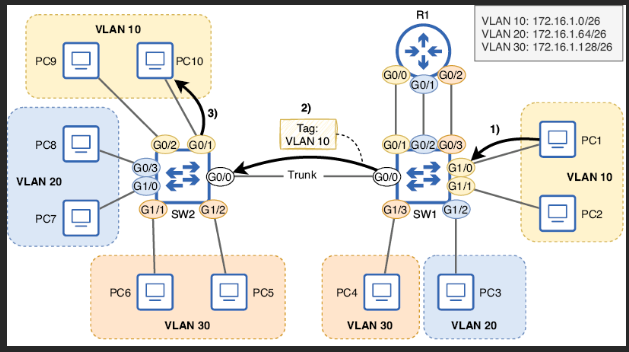 R1
VLAN 10: 172.16.1.0/26
VLAN 20: 172.16.1.64/26
VLAN 30: 172.16.1.128/26
VLAN 10
PC9
PC10
G0/0
G0/1
G0/2
3)
2)
Tag:
VLAN 10
1)
PC8
G0/2
G0/1
G0/1
G0/2
G0/3
PC1
VLAN 20
G0/3
G1/0
G0/0
Trunk
G0/0
G1/0
G1/1
VLAN 10
PC7
SW2
SW1
PC2
G1/1
G1/2
G1/3
G1/2
PC6
PC5
PC4
PC3
VLAN 30
VLAN 30
VLAN 20